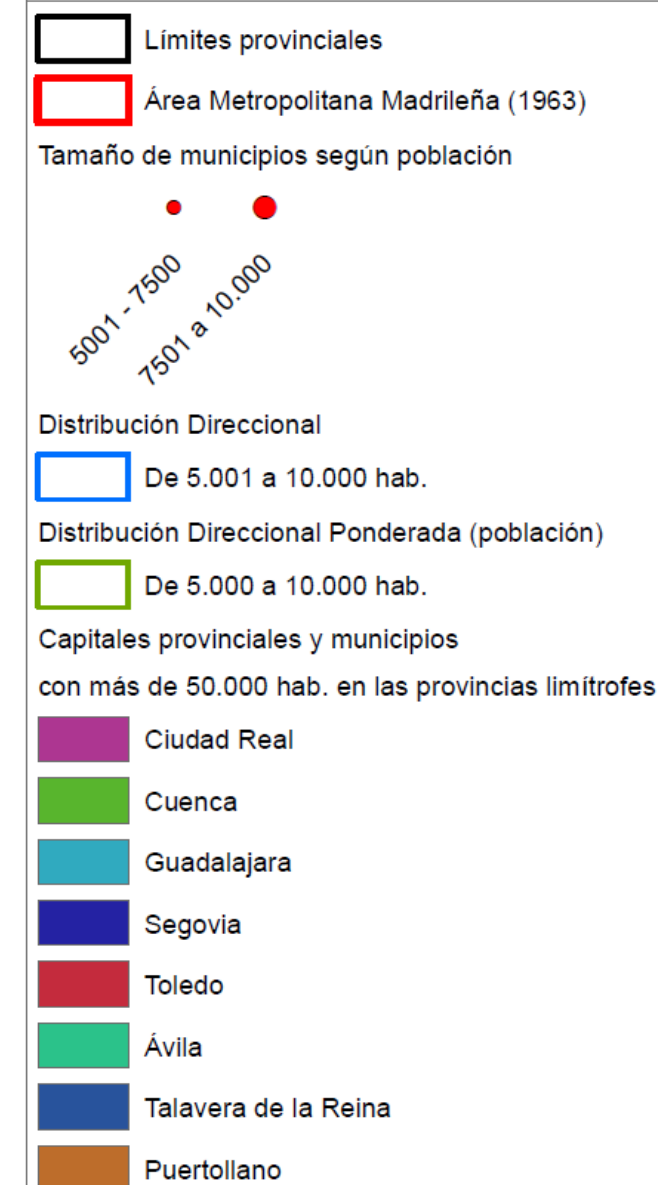 Límites provinciales
Área Metropolitana Madrileña (1963)
Tamaño de municipios según población
5001 - 7500
7501 a 10.000
Distribución Direccional
De 5.001 a 10.000 hab.
Distribución Direccional Ponderada (población)
De 5.000 a 10.000 hab.
Capitales provinciales y municipios
con más de 50.000 hab. en las provincias limítrofes
Ciudad Real
Cuenca
Guadalajara
Segovia
Toledo
Ávila
Talavera de la Reina
Puertollano